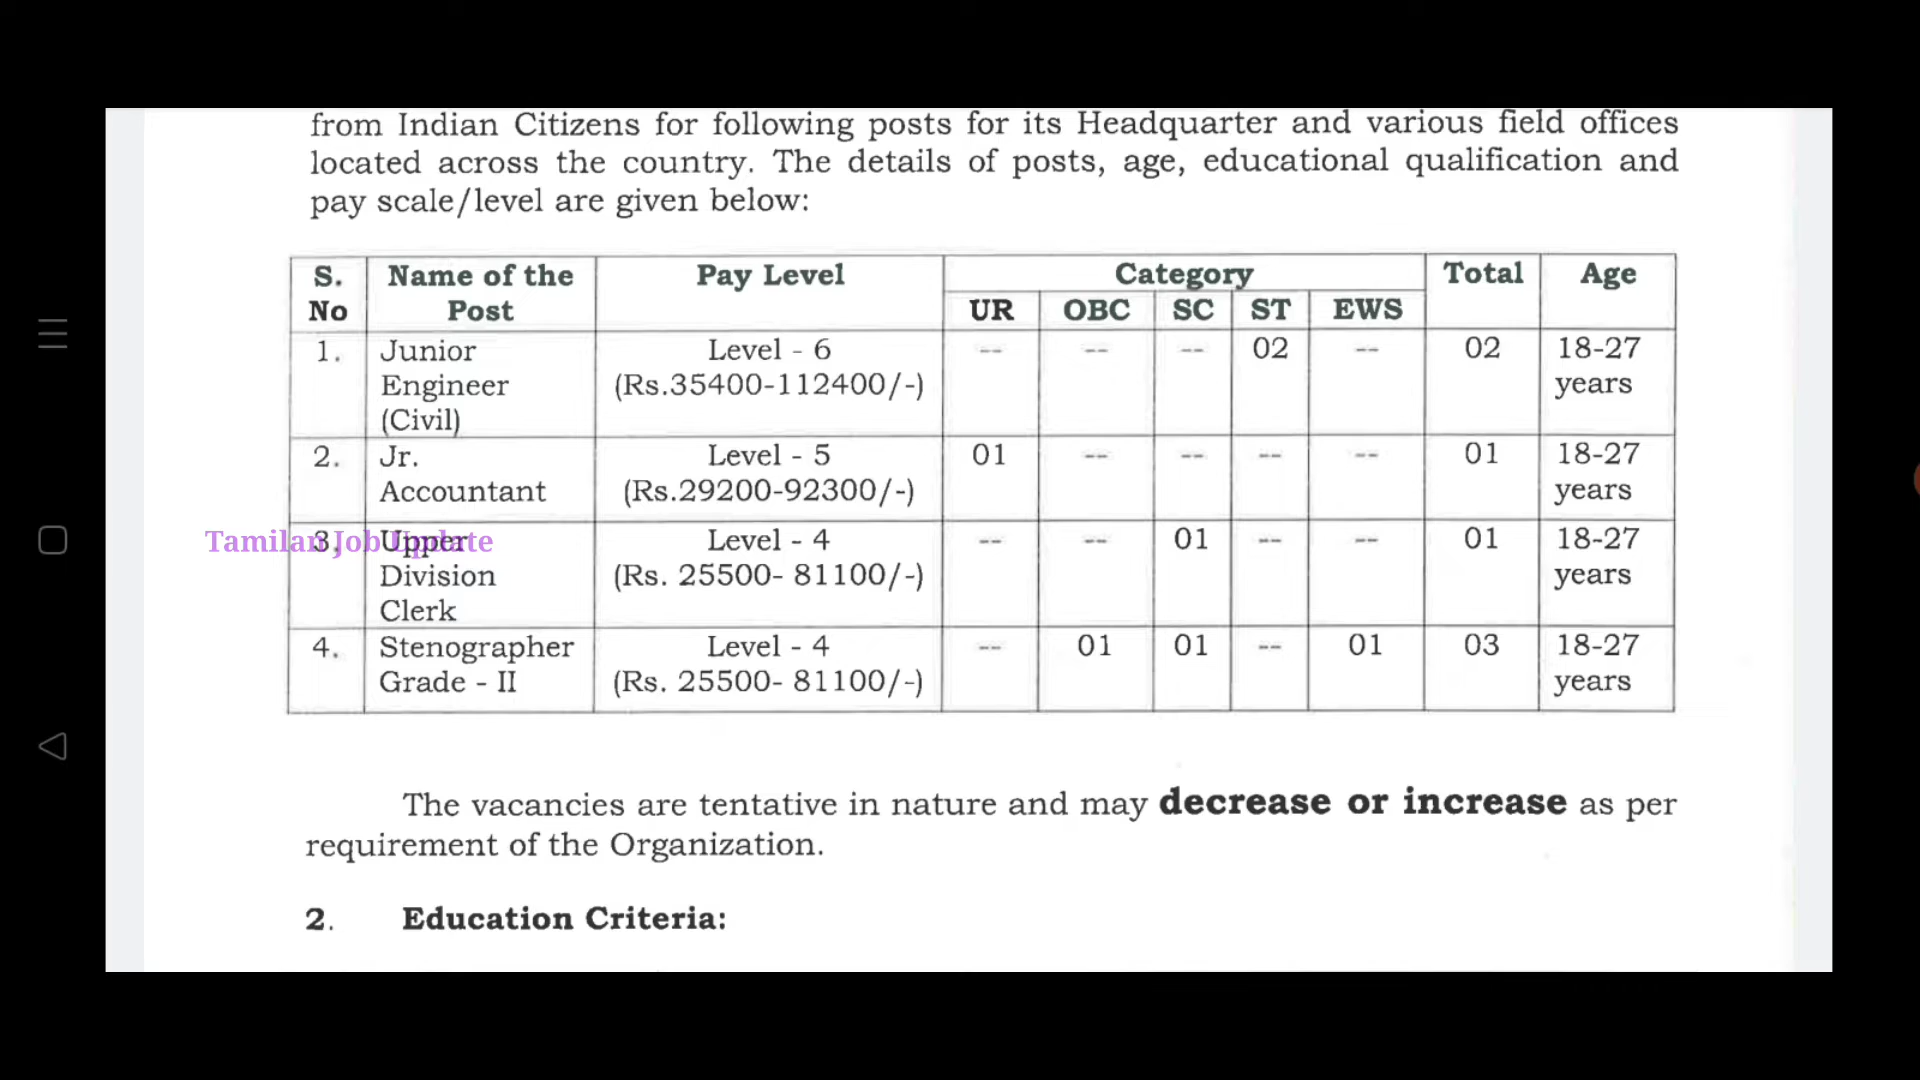 from Indian Citizens for following posts for its Headquarter and various field offices
located across the country. The details of posts, age, educational qualification and
pay scale/level are given below:
S. No | Name of the Post | Pay Level | Category | Total | Age
UR | OBC | SC | ST | EWS
1. | Junior Engineer (Civil) | Level - 6 (Rs.35400-112400/-) | -- | -- | -- | 02 | -- | 02 | 18-27 years
2. | Jr. Accountant | Level - 5 (Rs.29200-92300/-) | 01 | -- | -- | -- | -- | 01 | 18-27 years
3. | Upper Division Clerk | Level - 4 (Rs. 25500- 81100/-) | -- | -- | 01 | -- | -- | 01 | 18-27 years
4. | Stenographer Grade - II | Level - 4 (Rs. 25500- 81100/-) | -- | 01 | 01 | -- | 01 | 03 | 18-27 years
Tamilan Job Update
The vacancies are tentative in nature and may decrease or increase as per
requirement of the Organization.
2. Education Criteria: